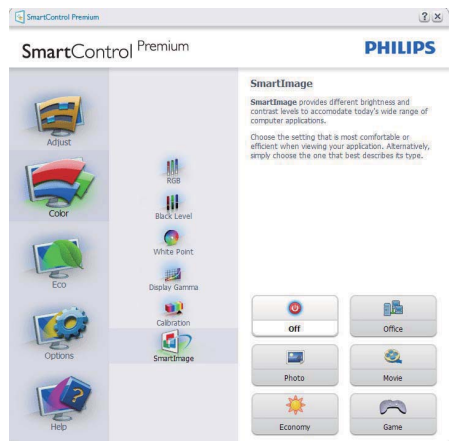 SmartControl Premium
SmartControl Premium
PHILIPS
Adjust
Color
Eco
Options
Help
RGB
Black Level
White Point
Display Gamma
Calibration
SmartImage
SmartImage
SmartImage provides different brightness and
contrast levels to accomodate today's wide range of
computer applications.
Choose the setting that is most comfortable or
efficient when viewing your application. Alternatively,
simply choose the one that best describes its type.
Off
Office
Photo
Movie
Economy
Game